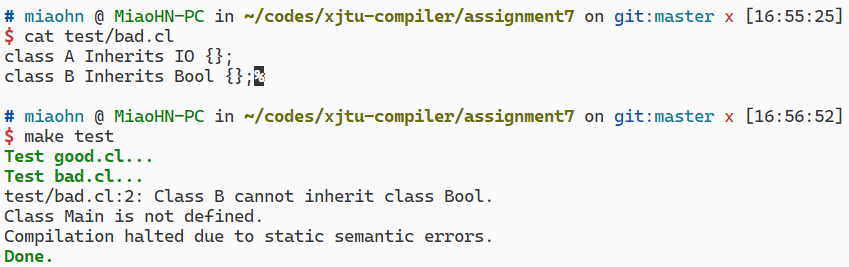 # miaohn @ MiaoHN-PC in ~/codes/xjtu-compiler/assignment7 on git:master x [16:55:25]
$ cat test/bad.cl
class A Inherits IO {};
class B Inherits Bool {};%
# miaohn @ MiaoHN-PC in ~/codes/xjtu-compiler/assignment7 on git:master x [16:56:52]
$ make test
Test good.cl...
Test bad.cl...
test/bad.cl:2: Class B cannot inherit class Bool.
Class Main is not defined.
Compilation halted due to static semantic errors.
Done.